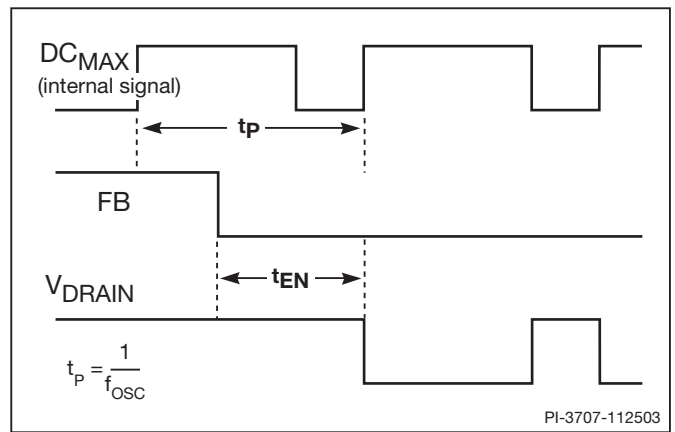 DCMAX
(internal signal)
tP
FB
tEN
VDRAIN
tP = 1/fOSC
PI-3707-112503